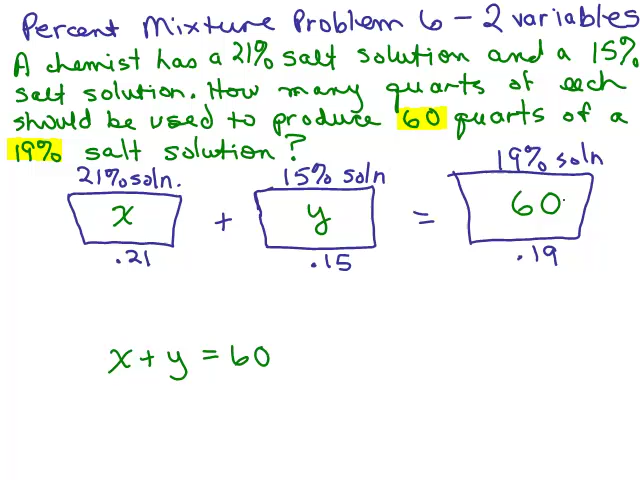 Percent Mixture Problem 6 - 2 variables
A chemist has a 21% salt solution and a 15%
salt solution. How many quarts of each
should be used to produce 60 quarts of a
19% salt solution?
21% soln. 15% soln 19% soln
x + y = 60
.21 .15 .19
x + y = 60